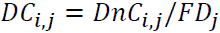 DC_{i,j} = DnC_{i,j}/FD_j